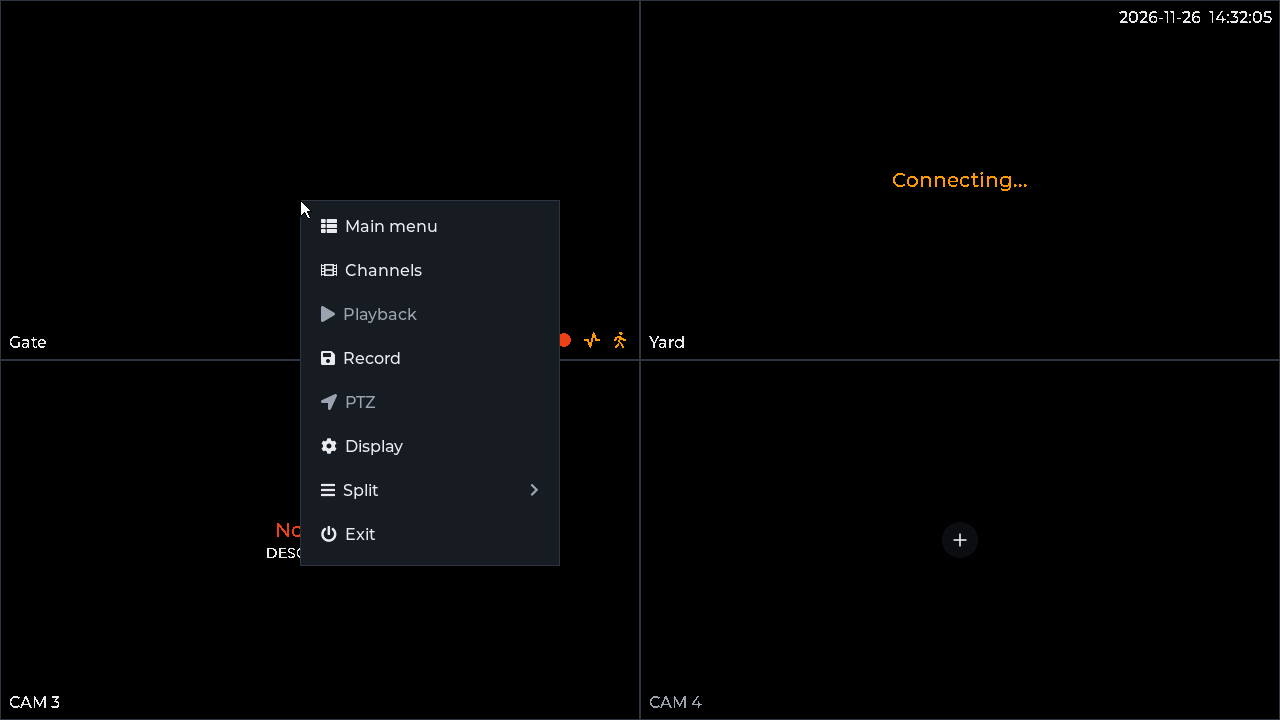 2026-11-26 14:32:05
Connecting...
Main menu
Channels
Playback
Gate
Yard
Record
PTZ
Display
Split
Exit
CAM 3
CAM 4